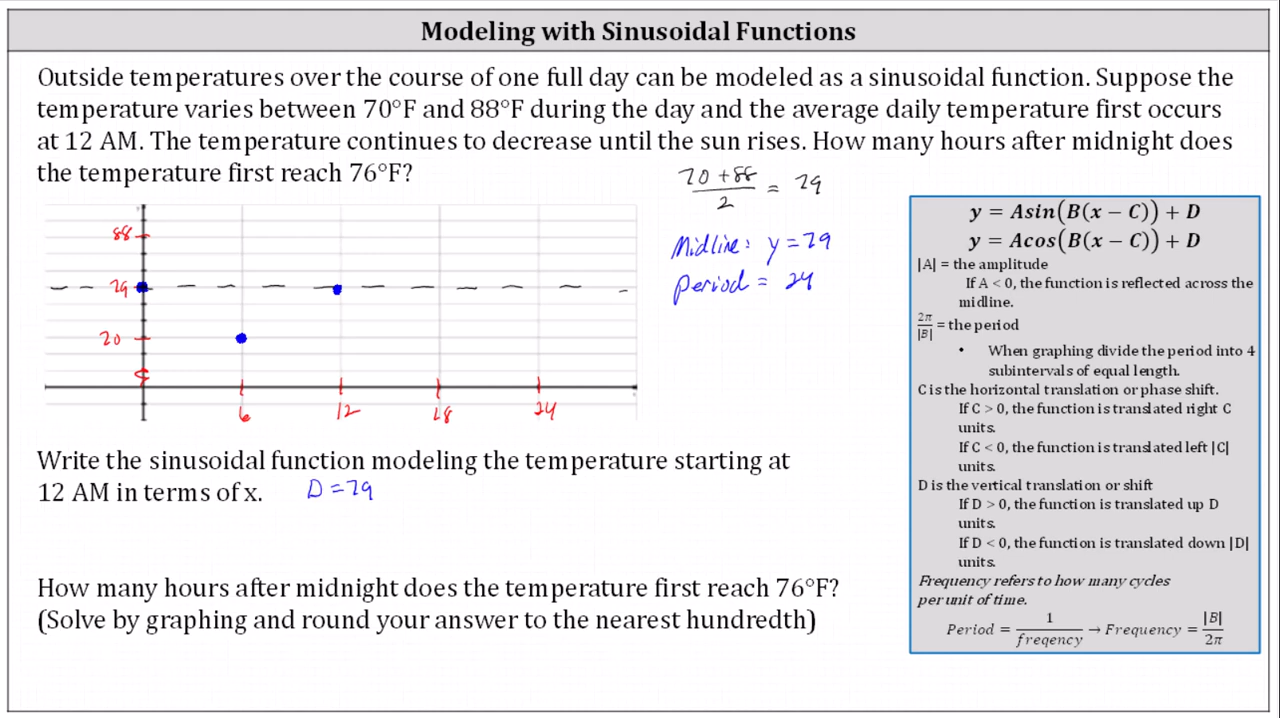 Modeling with Sinusoidal Functions
Outside temperatures over the course of one full day can be modeled as a sinusoidal function. Suppose the
temperature varies between 70°F and 88°F during the day and the average daily temperature first occurs
at 12 AM. The temperature continues to decrease until the sun rises. How many hours after midnight does
the temperature first reach 76°F?
70 + 88
2
= 79
Midline: y = 79
Period = 24
88
79
70
6
12
18
24
Write the sinusoidal function modeling the temperature starting at
12 AM in terms of x.
D = 79
How many hours after midnight does the temperature first reach 76°F?
(Solve by graphing and round your answer to the nearest hundredth)
y = Asin(B(x − C)) + D
y = Acos(B(x − C)) + D
|A| = the amplitude
If A < 0, the function is reflected across the
midline.
2π/|B| = the period
• When graphing divide the period into 4
subintervals of equal length.
C is the horizontal translation or phase shift.
If C > 0, the function is translated right C
units.
If C < 0, the function is translated left |C|
units.
D is the vertical translation or shift
If D > 0, the function is translated up D
units.
If D < 0, the function is translated down |D|
units.
Frequency refers to how many cycles
per unit of time.
Period = 1/freqency → Frequency = |B|/2π